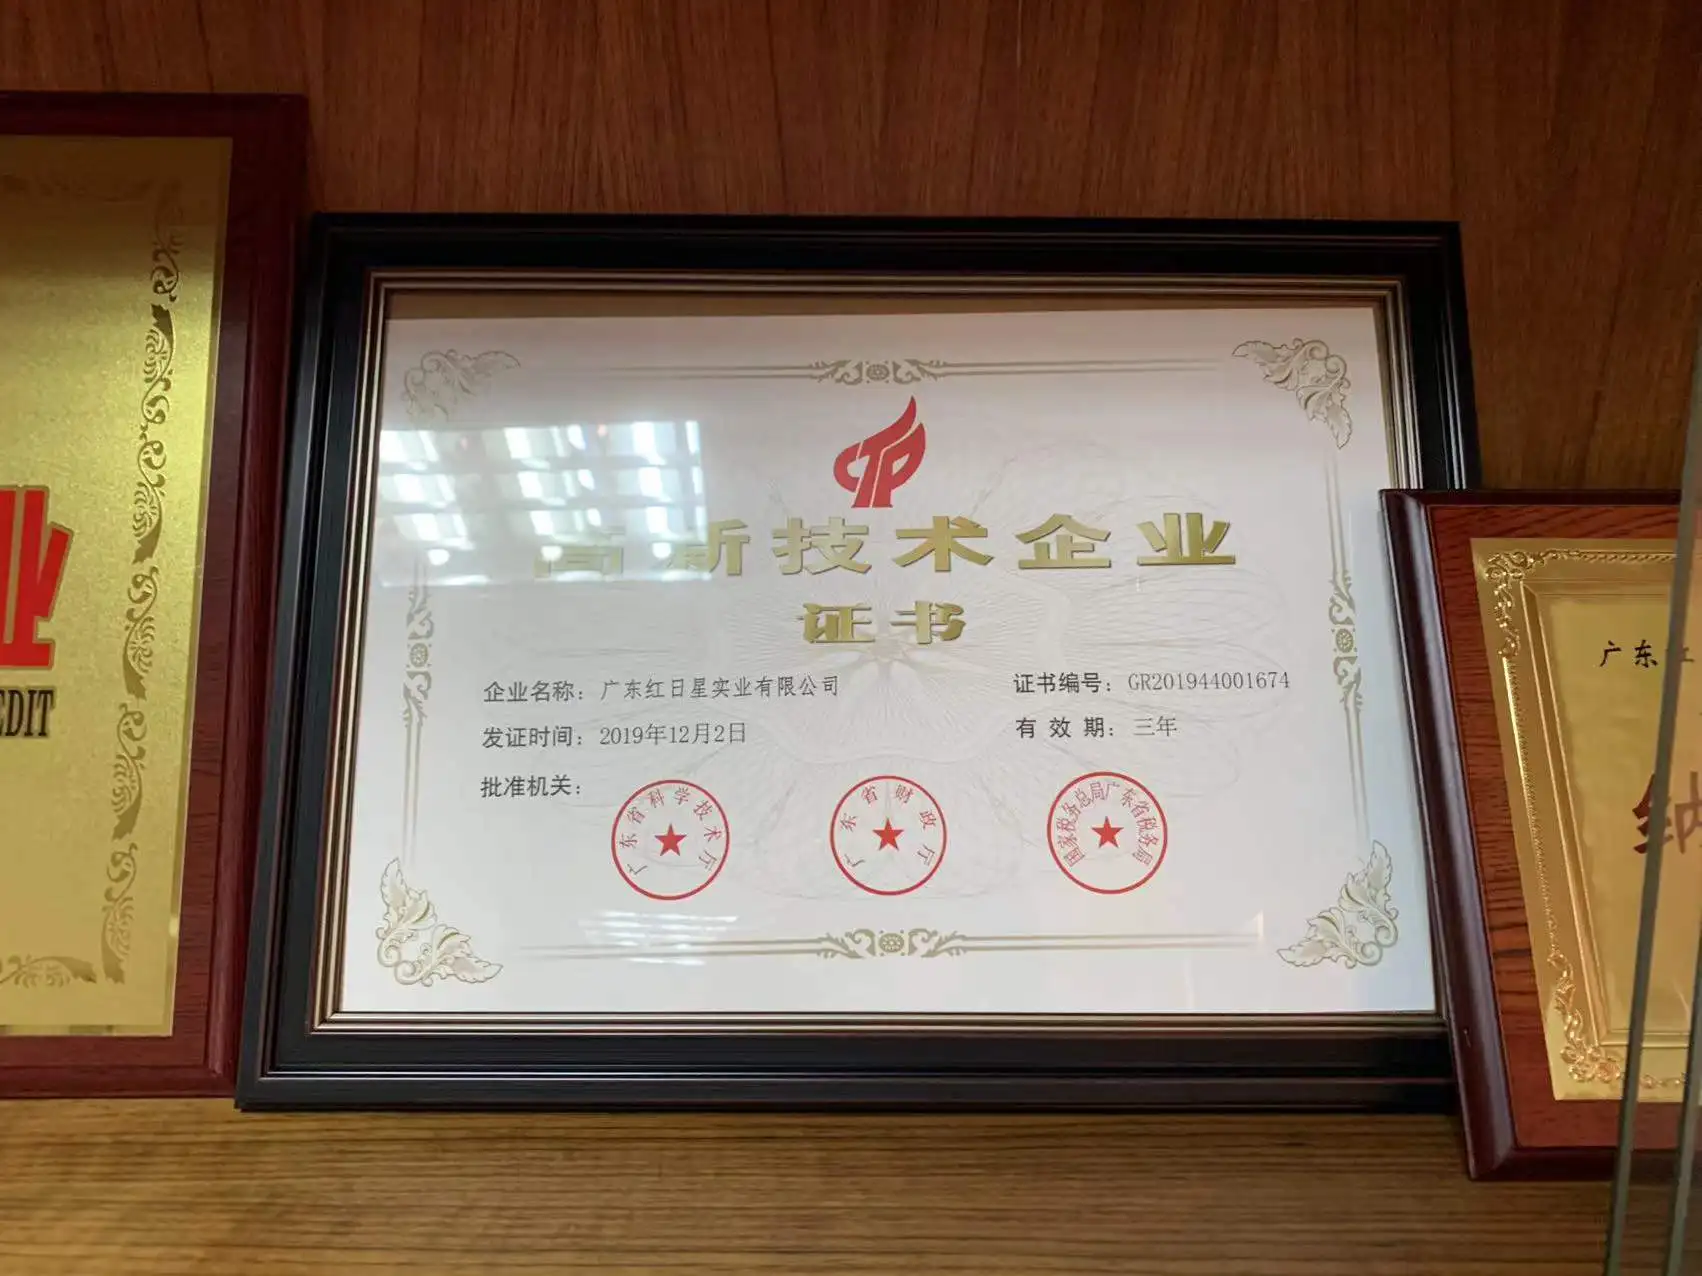 高新技术企业
证书
企业名称：广东红日星实业有限公司
证书编号：GR201944001674
发证时间：2019年12月2日
有效期：三年
批准机关：
广东省科学技术厅
广东省财政厅
国家税务总局广东省税务局
业
EDIT
广东红
纳